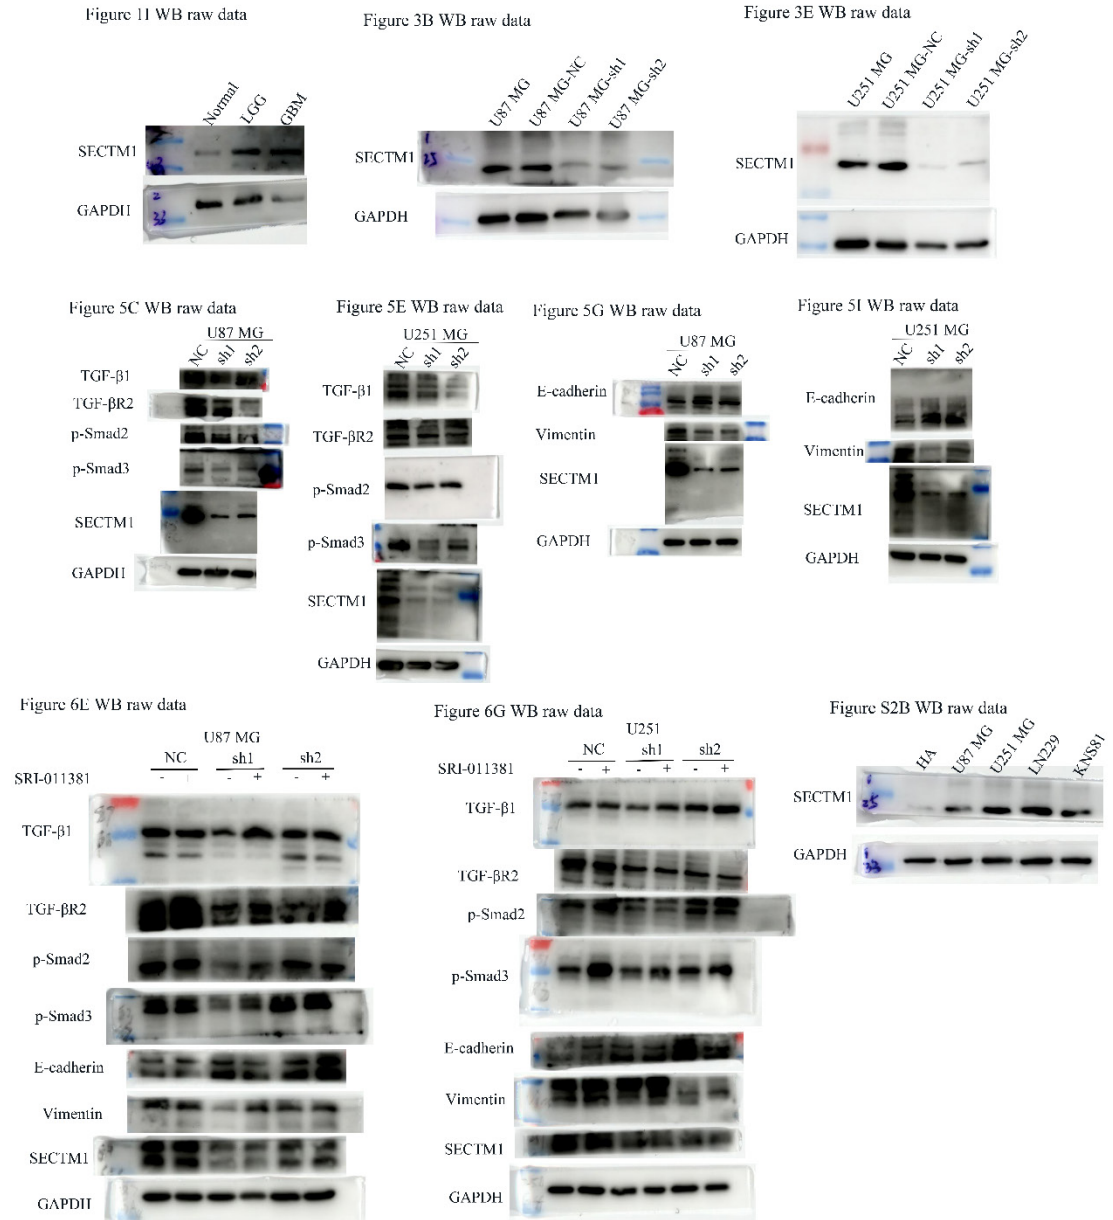 Figure 1I WB raw data
Normal
LGG
GBM
SECTM1
GAPDH
Figure 3B WB raw data
U87 MG
U87 MG-NC
U87 MG-sh1
U87 MG-sh2
SECTM1
25
GAPDH
Figure 3E WB raw data
U251 MG
U251 MG-NC
U251 MG-sh1
U251 MG-sh2
SECTM1
GAPDH
Figure 5C WB raw data
U87 MG
NC sh1 sh2
TGF-β1
TGF-βR2
p-Smad2
p-Smad3
SECTM1
GAPDH
Figure 5E WB raw data
U251 MG
NC sh1 sh2
TGF-β1
TGF-βR2
p-Smad2
p-Smad3
SECTM1
GAPDH
Figure 5G WB raw data
U87 MG
NC sh1 sh2
E-cadherin
Vimentin
SECTM1
GAPDH
Figure 5I WB raw data
U251 MG
NC sh1 sh2
E-cadherin
Vimentin
SECTM1
GAPDH
Figure 6E WB raw data
U87 MG
NC sh1 sh2
SRI-011381 - + - + - +
TGF-β1
TGF-βR2
p-Smad2
p-Smad3
E-cadherin
Vimentin
SECTM1
GAPDH
Figure 6G WB raw data
U251
NC sh1 sh2
SRI-011381 - + - + - +
TGF-β1
TGF-βR2
p-Smad2
p-Smad3
E-cadherin
Vimentin
SECTM1
GAPDH
Figure S2B WB raw data
HA
U87 MG
U251 MG
LN229
KNS81
SECTM1
25
GAPDH
33